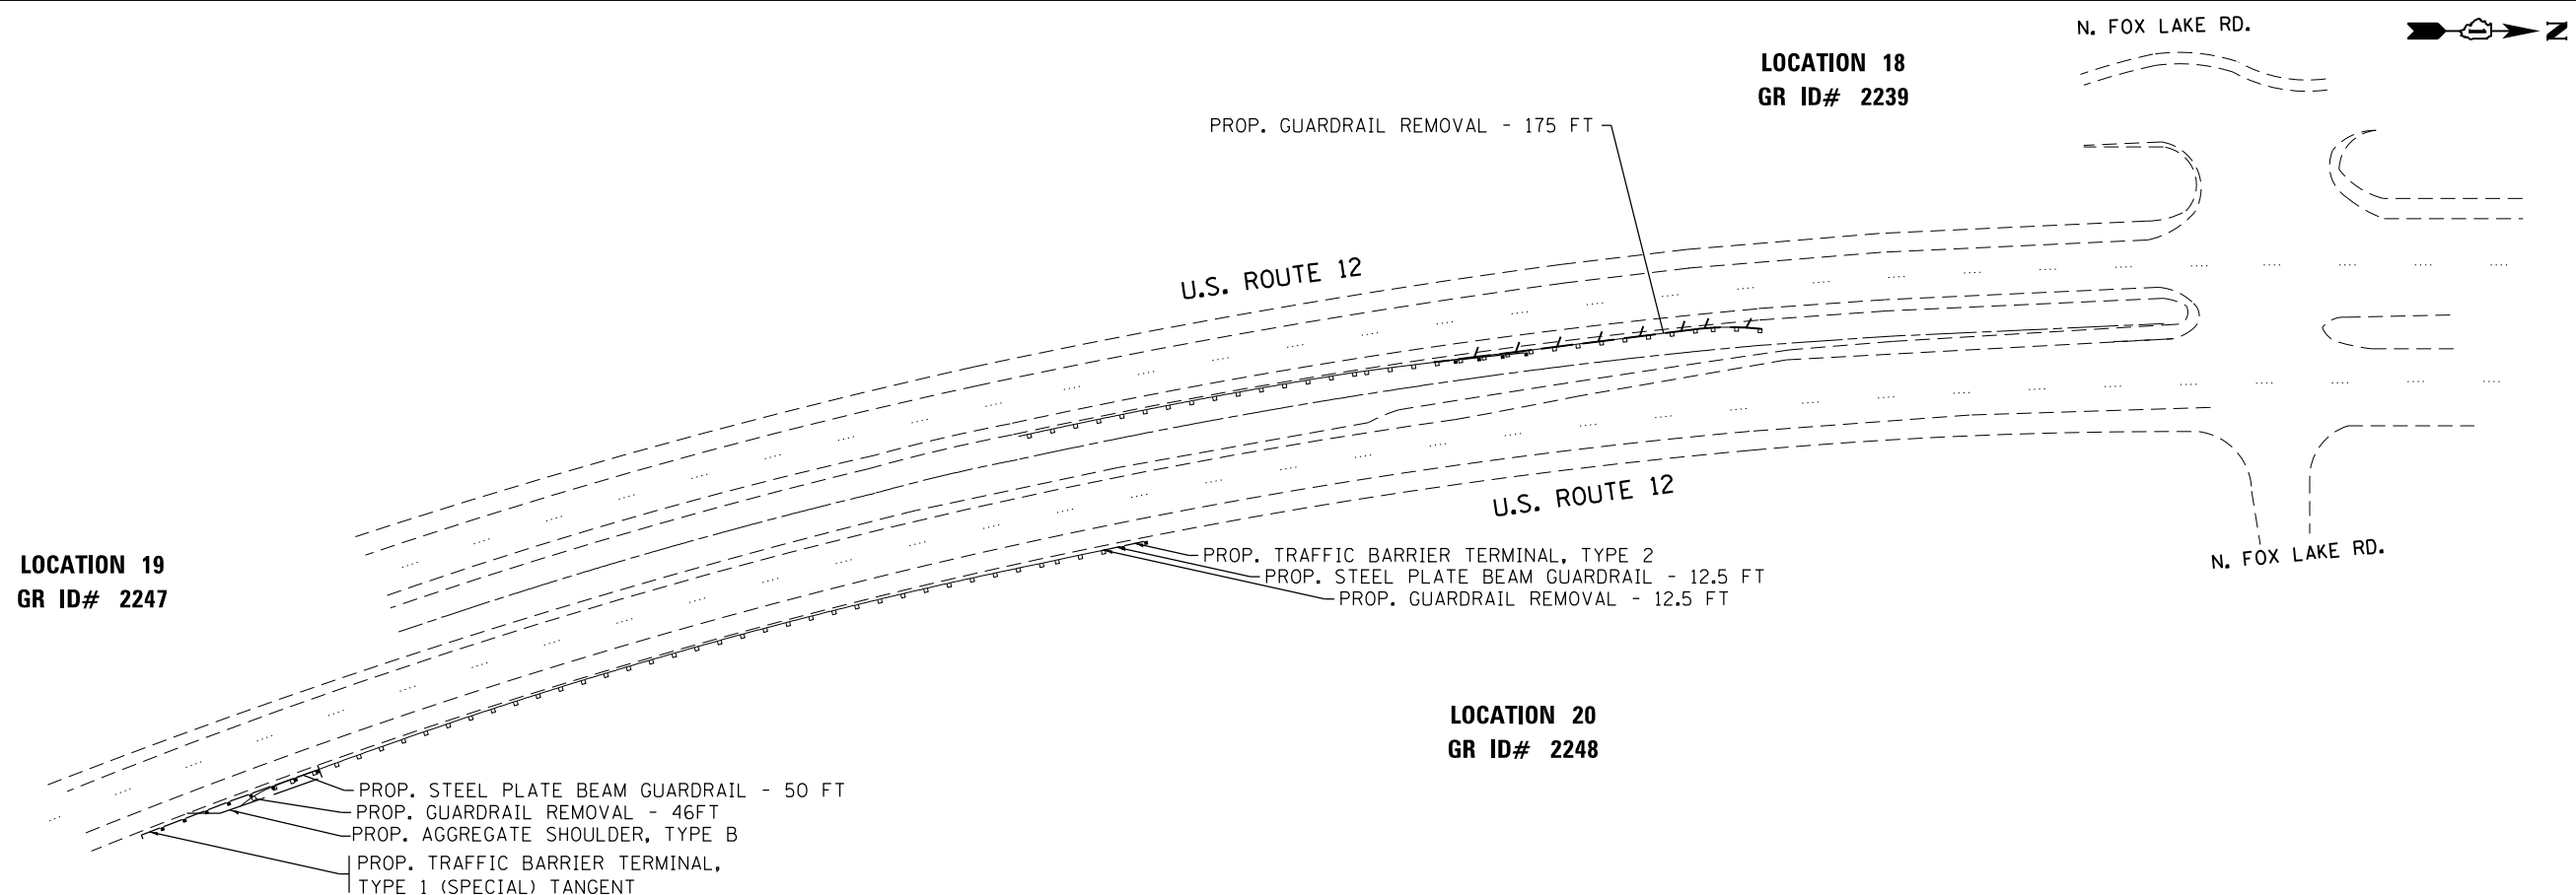 N. FOX LAKE RD.
N
LOCATION 18
GR ID# 2239
PROP. GUARDRAIL REMOVAL - 175 FT
U.S. ROUTE 12
U.S. ROUTE 12
LOCATION 19
GR ID# 2247
PROP. TRAFFIC BARRIER TERMINAL, TYPE 2
PROP. STEEL PLATE BEAM GUARDRAIL - 12.5 FT
PROP. GUARDRAIL REMOVAL - 12.5 FT
N. FOX LAKE RD.
LOCATION 20
GR ID# 2248
PROP. STEEL PLATE BEAM GUARDRAIL - 50 FT
PROP. GUARDRAIL REMOVAL - 46FT
PROP. AGGREGATE SHOULDER, TYPE B
PROP. TRAFFIC BARRIER TERMINAL,
TYPE 1 (SPECIAL) TANGENT